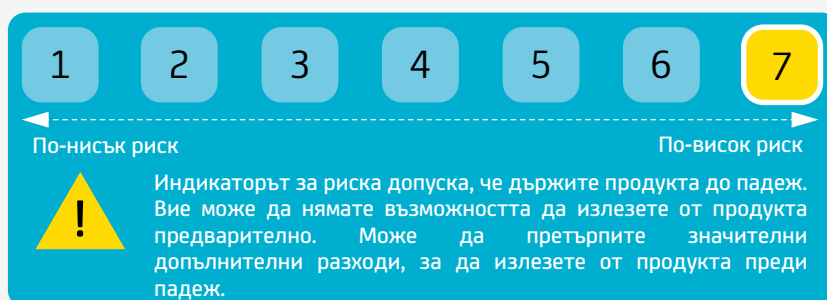 1 2 3 4 5 6 7
По-нисък риск По-висок риск
! Индикаторът за риска допуска, че държите продукта до падеж.
Вие може да нямате възможността да излезете от продукта
предварително. Може да претърпите значителни
допълнителни разходи, за да излезете от продукта преди
падеж.